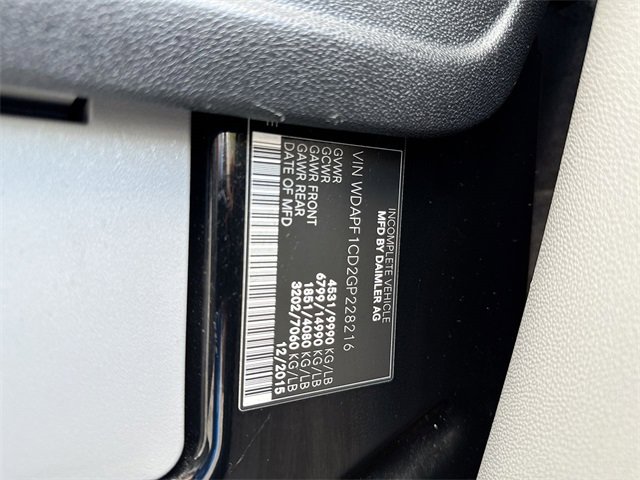 INCOMPLETE VEHICLE
MFD BY DAIMLER AG
VIN WDAPF1CD2GP228216
GVWR 4531/9990 KG/LB
GCWR 6799/14990 KG/LB
GAWR FRONT 1851/4080 KG/LB
GAWR REAR 3202/7060 KG/LB
DATE OF MFD 12/2015